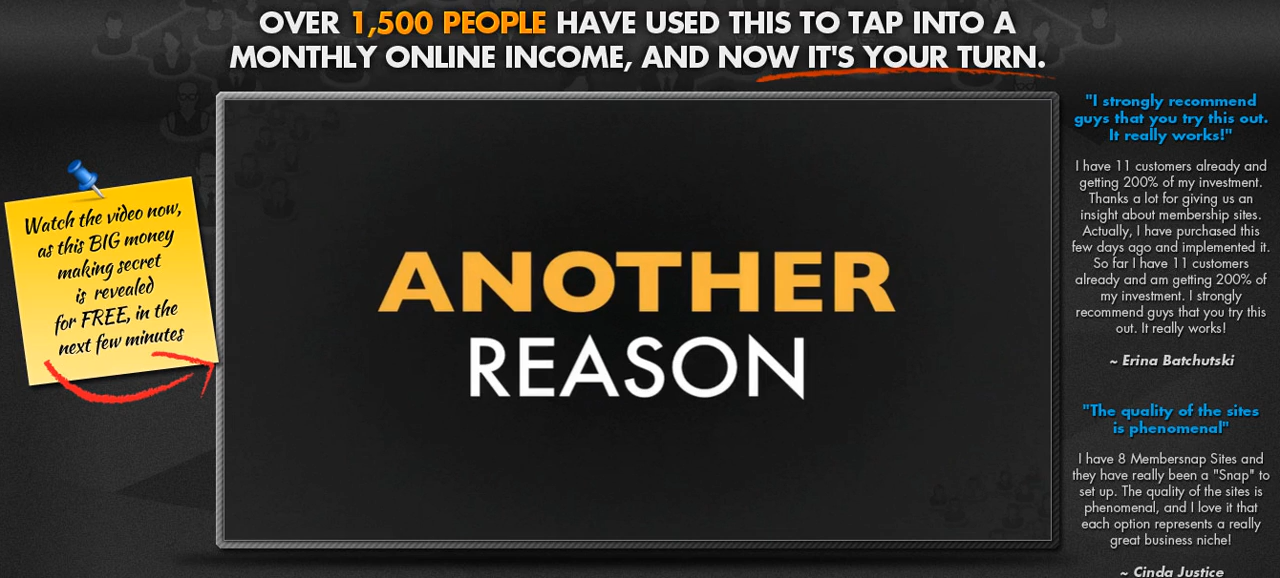 OVER 1,500 PEOPLE HAVE USED THIS TO TAP INTO A
MONTHLY ONLINE INCOME, AND NOW IT'S YOUR TURN.
Watch the video now,
as this BIG money
making secret
is revealed
for FREE, in the
next few minutes
ANOTHER
REASON
"I strongly recommend
guys that you try this out.
It really works!"
I have 11 customers already and
getting 200% of my investment.
Thanks a lot for giving us an
insight about membership sites.
Actually, I have purchased this
few days ago and implemented it.
So far I have 11 customers
already and am getting 200% of
my investment. I strongly
recommend guys that you try this
out. It really works!
~ Erina Batchutski
"The quality of the sites
is phenomenal"
I have 8 Membersnap Sites and
they have really been a "Snap" to
set up. The quality of the sites is
phenomenal, and I love it that
each option represents a really
great business niche!
~ Cinda Justice